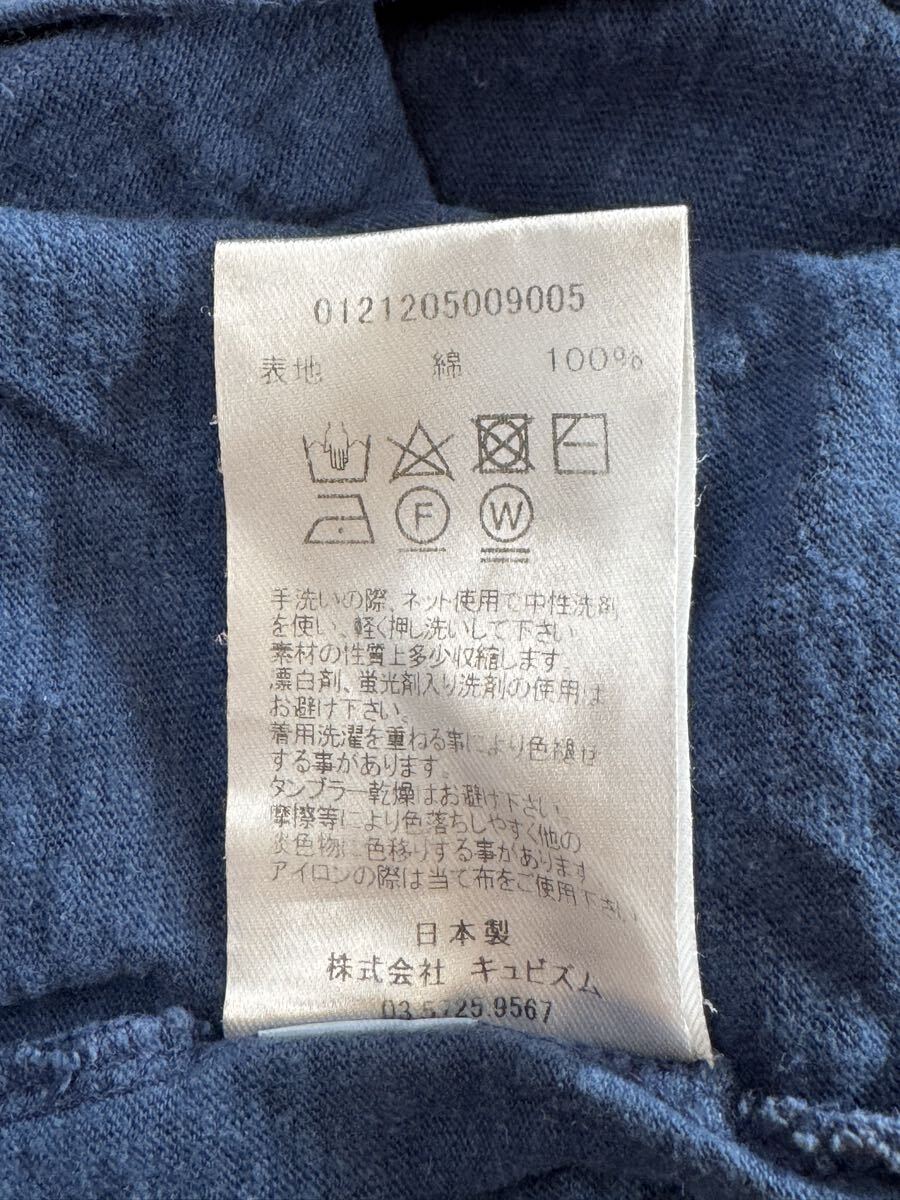 0121205009005
表地 綿 100%
F W
手洗いの際、ネット使用で中性洗剤
を使い、軽く押し洗いして下さい
素材の性質上多少収縮します。
漂白剤、蛍光剤入り洗剤の使用は
お避け下さい。
着用洗濯を重ねる事により色褪せ
する事があります。
タンブラー乾燥はお避け下さい。
摩擦等により色落ちしやすく他の
炎色物に色移りする事があります
アイロンの際は当て布をご使用下さい
日本製
株式会社 キュビズム
03 5725 9567